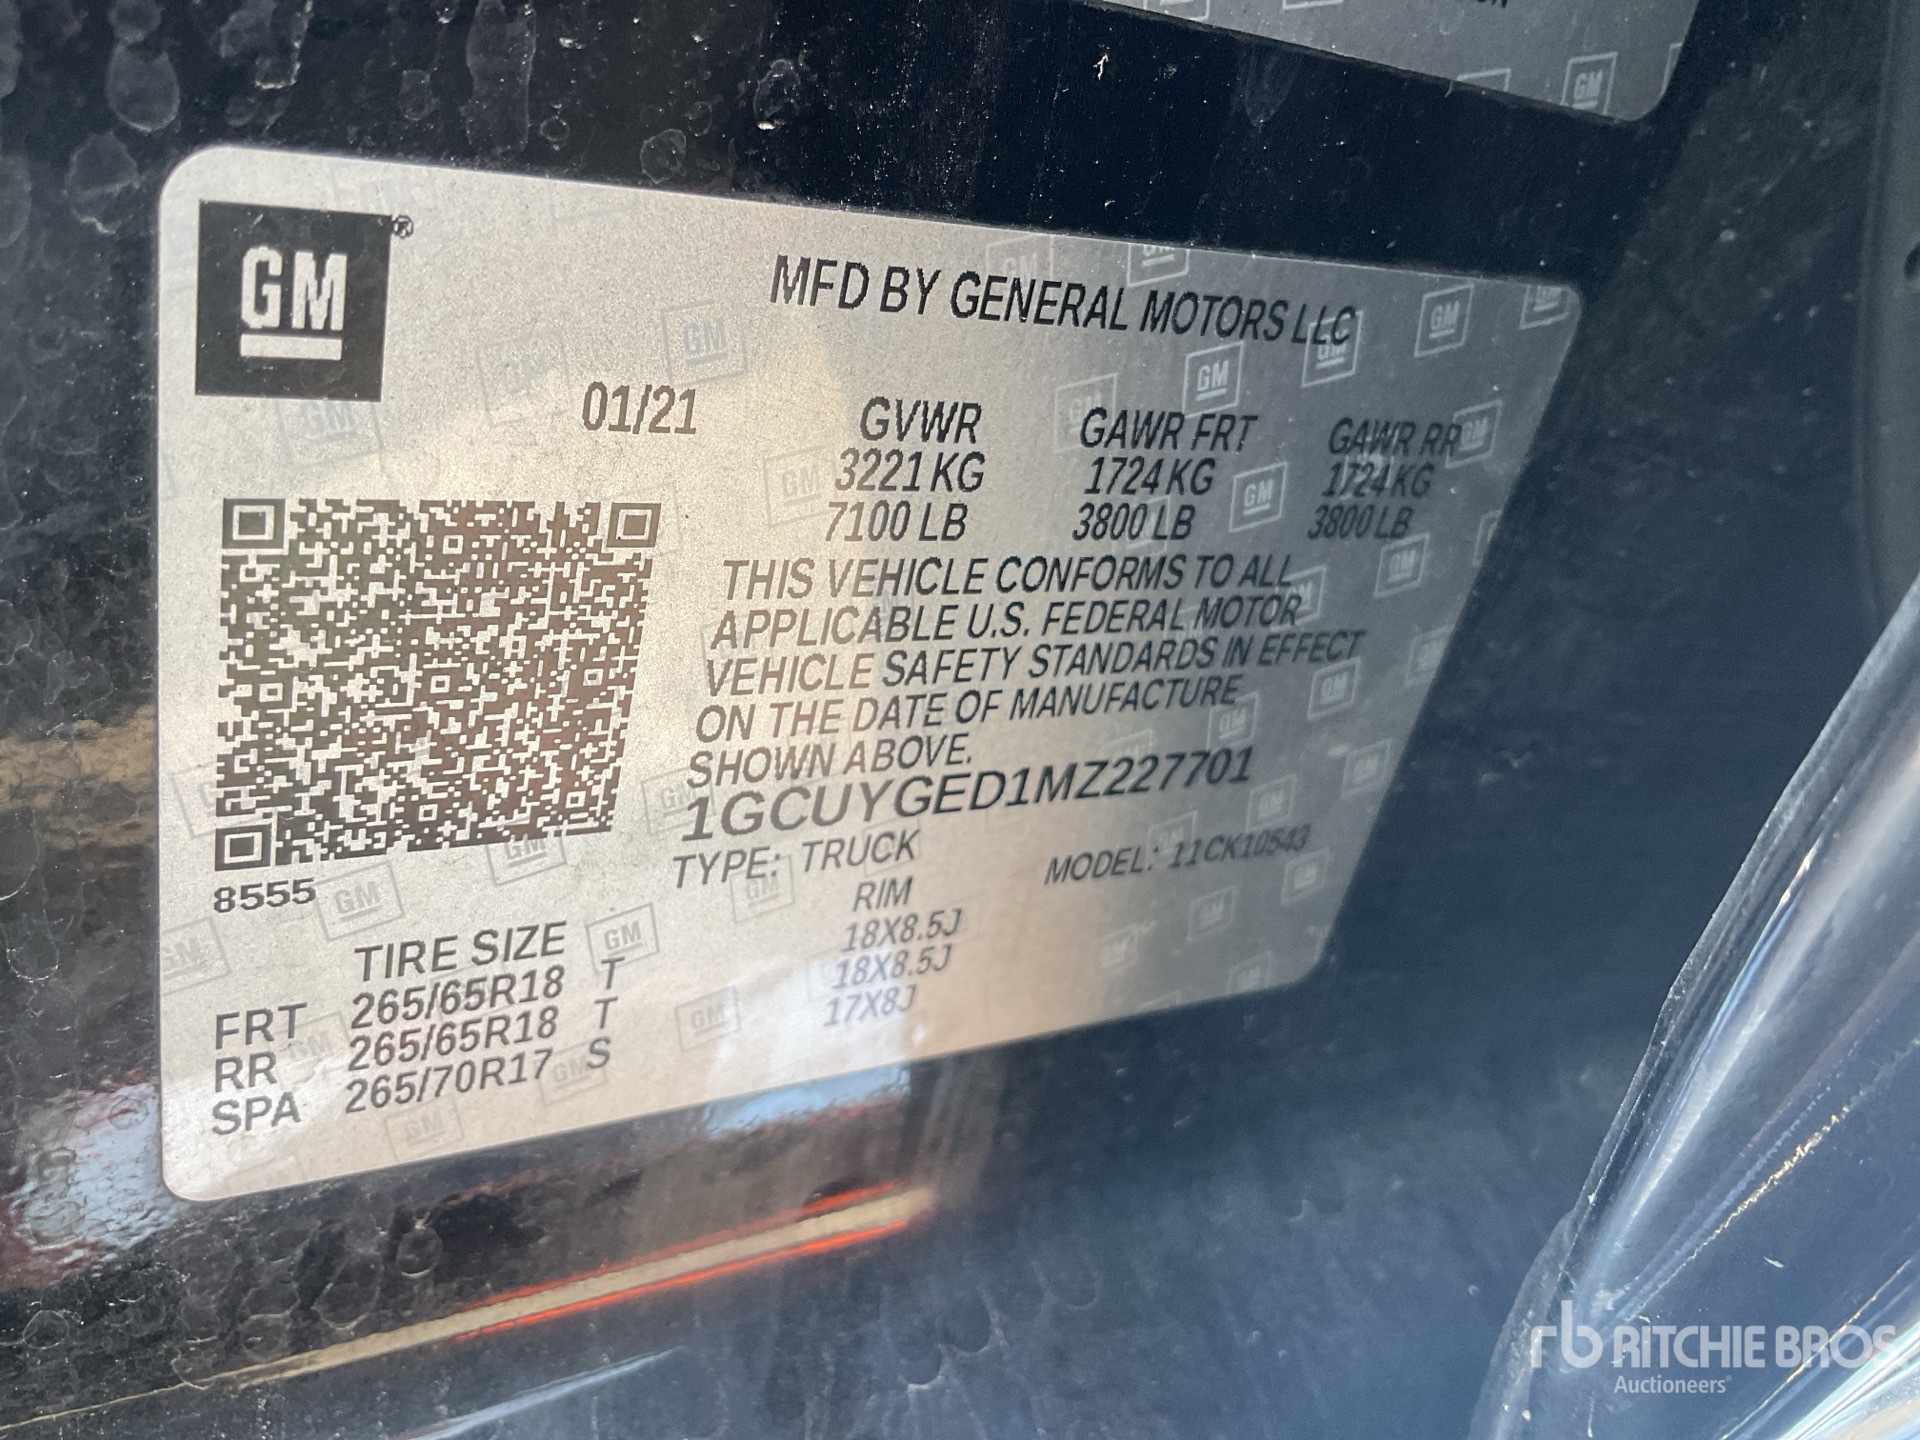 GM
MFD BY GENERAL MOTORS LLC
01/21
GVWR GAWR FRT GAWR RR
3221 KG 1724 KG 1724 KG
7100 LB 3800 LB 3800 LB
THIS VEHICLE CONFORMS TO ALL
APPLICABLE U.S. FEDERAL MOTOR
VEHICLE SAFETY STANDARDS IN EFFECT
ON THE DATE OF MANUFACTURE
SHOWN ABOVE.
1GCUYGED1MZ227701
TYPE: TRUCK MODEL: 11CK10543
8555
TIRE SIZE RIM
FRT 265/65R18 T 18X8.5J
RR 265/65R18 T 18X8.5J
SPA 265/70R17 S 17X8J
rb RITCHIE BROS.
Auctioneers